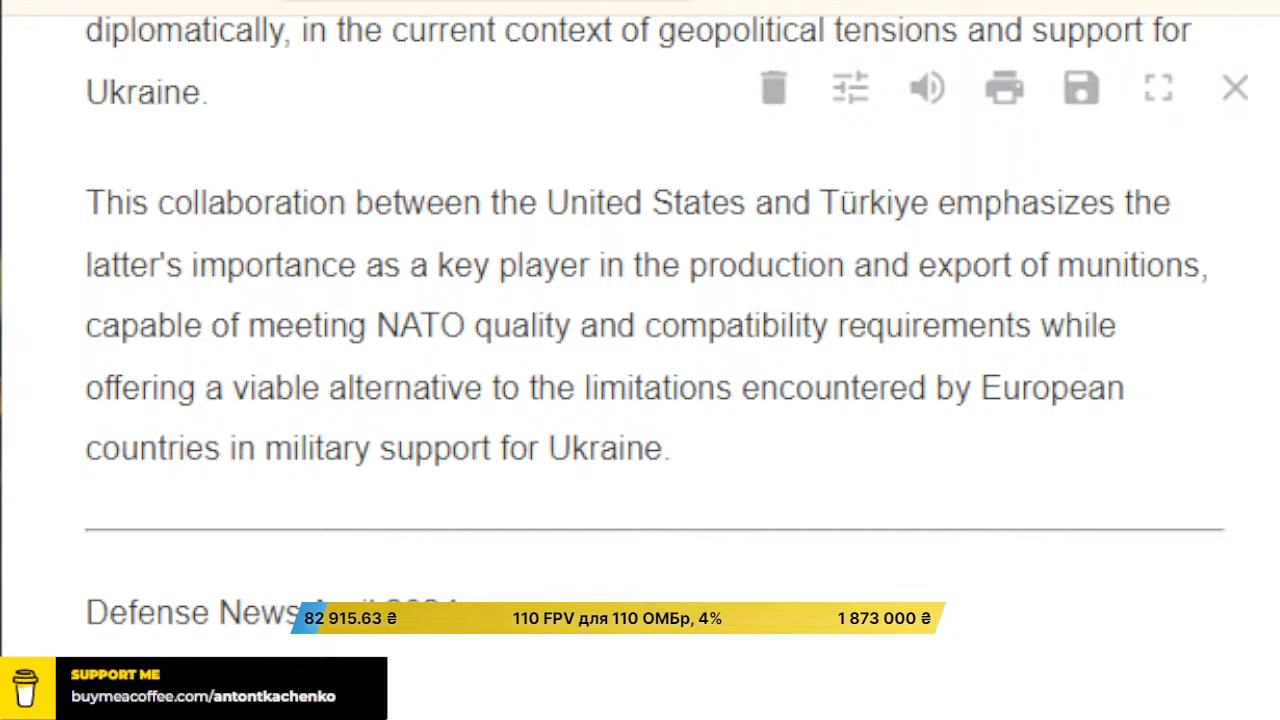 diplomatically, in the current context of geopolitical tensions and support for
Ukraine.
This collaboration between the United States and Türkiye emphasizes the
latter's importance as a key player in the production and export of munitions,
capable of meeting NATO quality and compatibility requirements while
offering a viable alternative to the limitations encountered by European
countries in military support for Ukraine.
Defense News
82 915.63 ₴ 110 FPV для 110 ОМБр, 4% 1 873 000 ₴
SUPPORT ME
buymeacoffee.com/antontkachenko